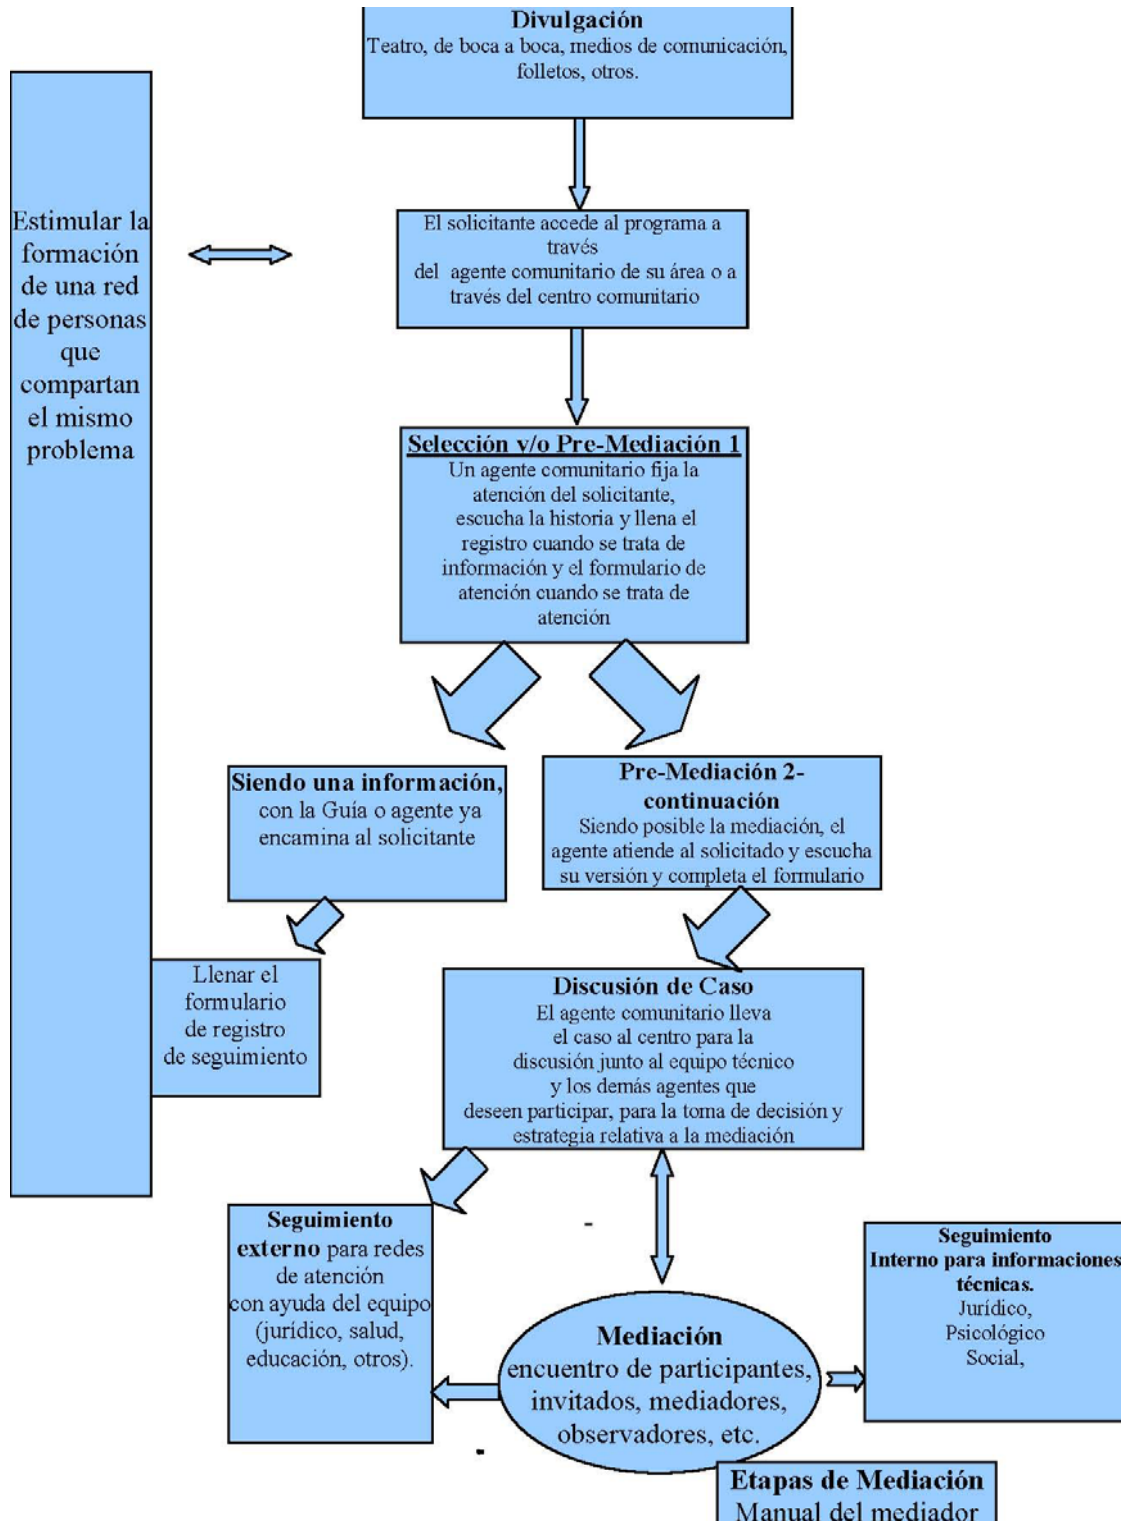 Divulgación
Teatro, de boca a boca, medios de comunicación,
folletos, otros.
Estimular la
formación
de una red
de personas
que
compartan
el mismo
problema
El solicitante accede al programa a
través
del agente comunitario de su área o a
través del centro comunitario
Selección y/o Pre-Mediación 1
Un agente comunitario fija la
atención del solicitante,
escucha la historia y llena el
registro cuando se trata de
información y el formulario de
atención cuando se trata de
atención
Siendo una información,
con la Guía o agente ya
encamina al solicitante
Pre-Mediación 2-
continuación
Siendo posible la mediación, el
agente atiende al solicitado y escucha
su versión y completa el formulario
Llenar el
formulario
de registro
de seguimiento
Discusión de Caso
El agente comunitario lleva
el caso al centro para la
discusión junto al equipo técnico
y los demás agentes que
deseen participar, para la toma de decisión y
estrategia relativa a la mediación
Seguimiento
externo para redes
de atención
con ayuda del equipo
(jurídico, salud,
educación, otros).
Mediación
encuentro de participantes,
invitados, mediadores,
observadores, etc.
Seguimiento
Interno para informaciones
técnicas.
Jurídico,
Psicológico
Social,
Etapas de Mediación
Manual del mediador